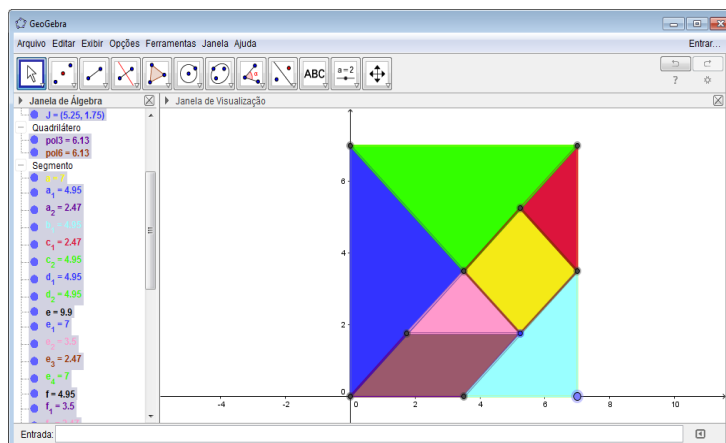 GeoGebra
Arquivo Editar Exibir Opções Ferramentas Janela Ajuda Entrar...
ABC a=2
?
Janela de Álgebra
Janela de Visualização
J = (5.25, 1.75)
Quadrilátero
pol3 = 6.13
pol6 = 6.13
Segmento
a₁ = 4.95
a₂ = 2.47
c₁ = 2.47
c₂ = 4.95
d₁ = 4.95
d₂ = 4.95
e = 9.9
e₁ = 7
e₂ = 3.5
e₃ = 2.47
e₄ = 7
f = 4.95
f₁ = 3.5
6
4
2
0
-4 -2 0 2 4 6 8 10
Entrada: